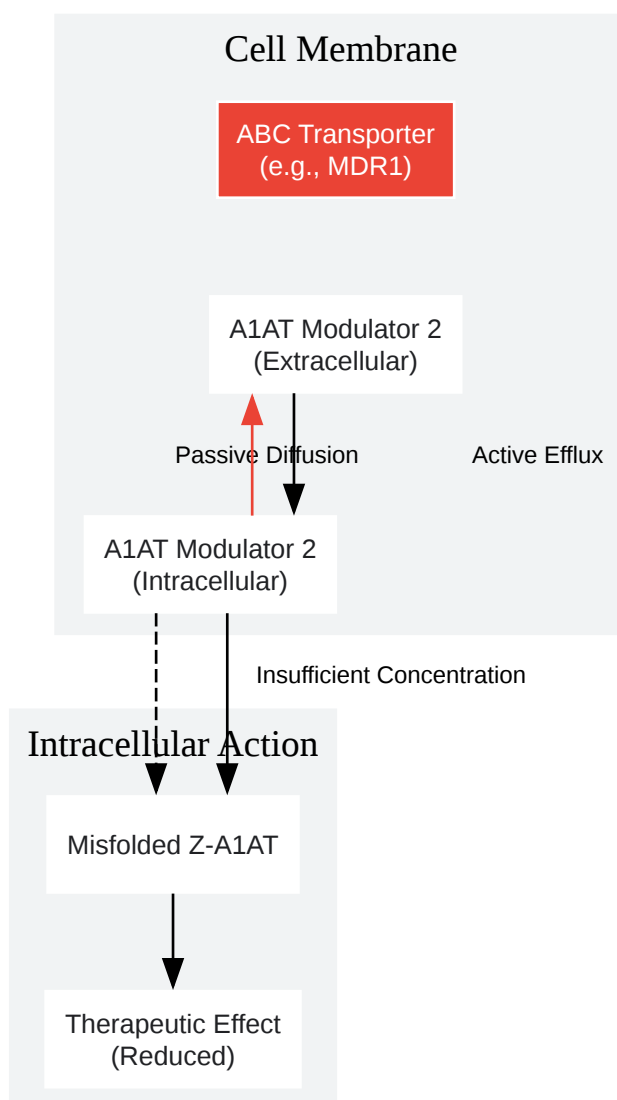 Cell Membrane
ABC Transporter
(e.g., MDR1)
A1AT Modulator 2
(Extracellular)
Passive Diffusion
Active Efflux
A1AT Modulator 2
(Intracellular)
Insufficient Concentration
Intracellular Action
Misfolded Z-A1AT
Therapeutic Effect
(Reduced)